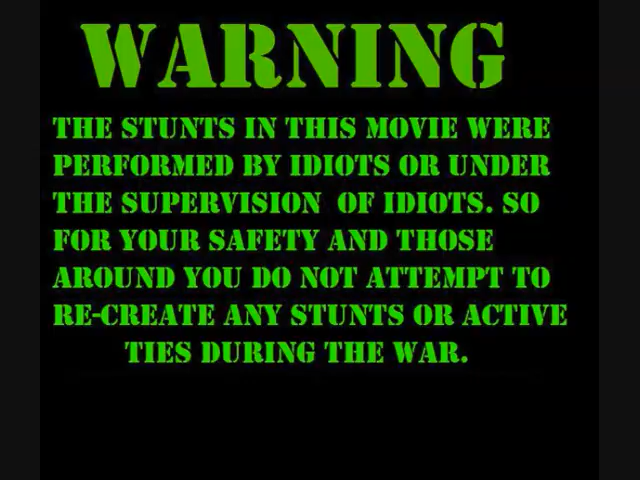 WARNING
THE STUNTS IN THIS MOVIE WERE
PERFORMED BY IDIOTS OR UNDER
THE SUPERVISION OF IDIOTS. SO
FOR YOUR SAFETY AND THOSE
AROUND YOU DO NOT ATTEMPT TO
RE-CREATE ANY STUNTS OR ACTIVE
TIES DURING THE WAR.